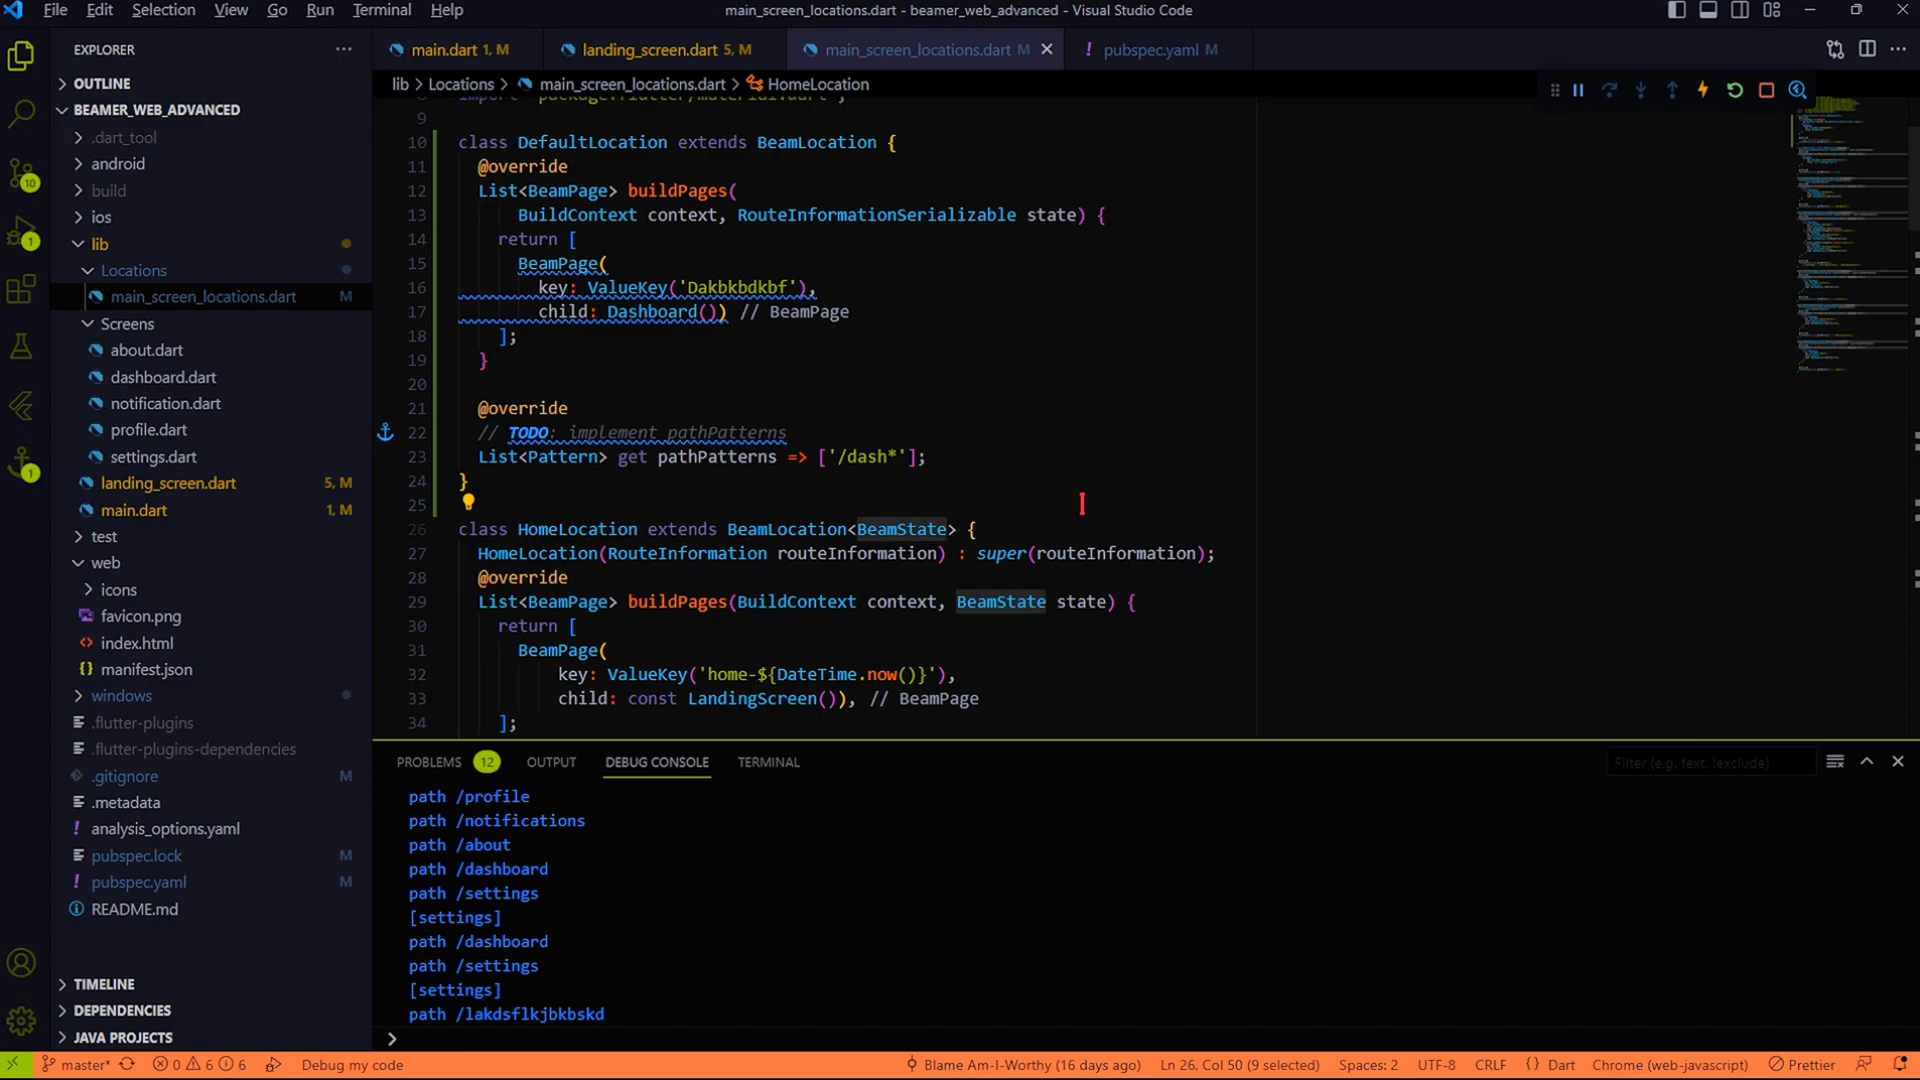 File Edit Selection View Go Run Terminal Help
main_screen_locations.dart - beamer_web_advanced - Visual Studio Code
EXPLORER
main.dart 1, M
landing_screen.dart 5, M
main_screen_locations.dart M
pubspec.yaml M
lib > Locations > main_screen_locations.dart > HomeLocation
OUTLINE
BEAMER_WEB_ADVANCED
.dart_tool
android
build
ios
lib
Locations
main_screen_locations.dart M
Screens
about.dart
dashboard.dart
notification.dart
profile.dart
settings.dart
landing_screen.dart 5, M
main.dart 1, M
test
web
icons
favicon.png
index.html
manifest.json
windows
.flutter-plugins
.flutter-plugins-dependencies
.gitignore M
.metadata
analysis_options.yaml
pubspec.lock M
pubspec.yaml M
README.md
TIMELINE
DEPENDENCIES
JAVA PROJECTS
10
1
1
9
10 class DefaultLocation extends BeamLocation {
11 @override
12 List<BeamPage> buildPages(
13 BuildContext context, RouteInformationSerializable state) {
14 return [
15 BeamPage(
16 key: ValueKey('Dakbkbdkbf'),
17 child: Dashboard()) // BeamPage
18 ];
19 }
20
21 @override
22 // TODO: implement pathPatterns
23 List<Pattern> get pathPatterns => ['/dash*'];
24 }
25
26 class HomeLocation extends BeamLocation<BeamState> {
27 HomeLocation(RouteInformation routeInformation) : super(routeInformation);
28 @override
29 List<BeamPage> buildPages(BuildContext context, BeamState state) {
30 return [
31 BeamPage(
32 key: ValueKey('home-${DateTime.now()}'),
33 child: const LandingScreen()), // BeamPage
34 ];
PROBLEMS 12 OUTPUT DEBUG CONSOLE TERMINAL
Filter (e.g. text, !exclude)
path /profile
path /notifications
path /about
path /dashboard
path /settings
[settings]
path /dashboard
path /settings
[settings]
path /lakdsflkjbkbskd
>
master* 0 6 6 Debug my code
Blame Am-I-Worthy (16 days ago) Ln 26, Col 50 (9 selected) Spaces: 2 UTF-8 CRLF {} Dart Chrome (web-javascript) Prettier